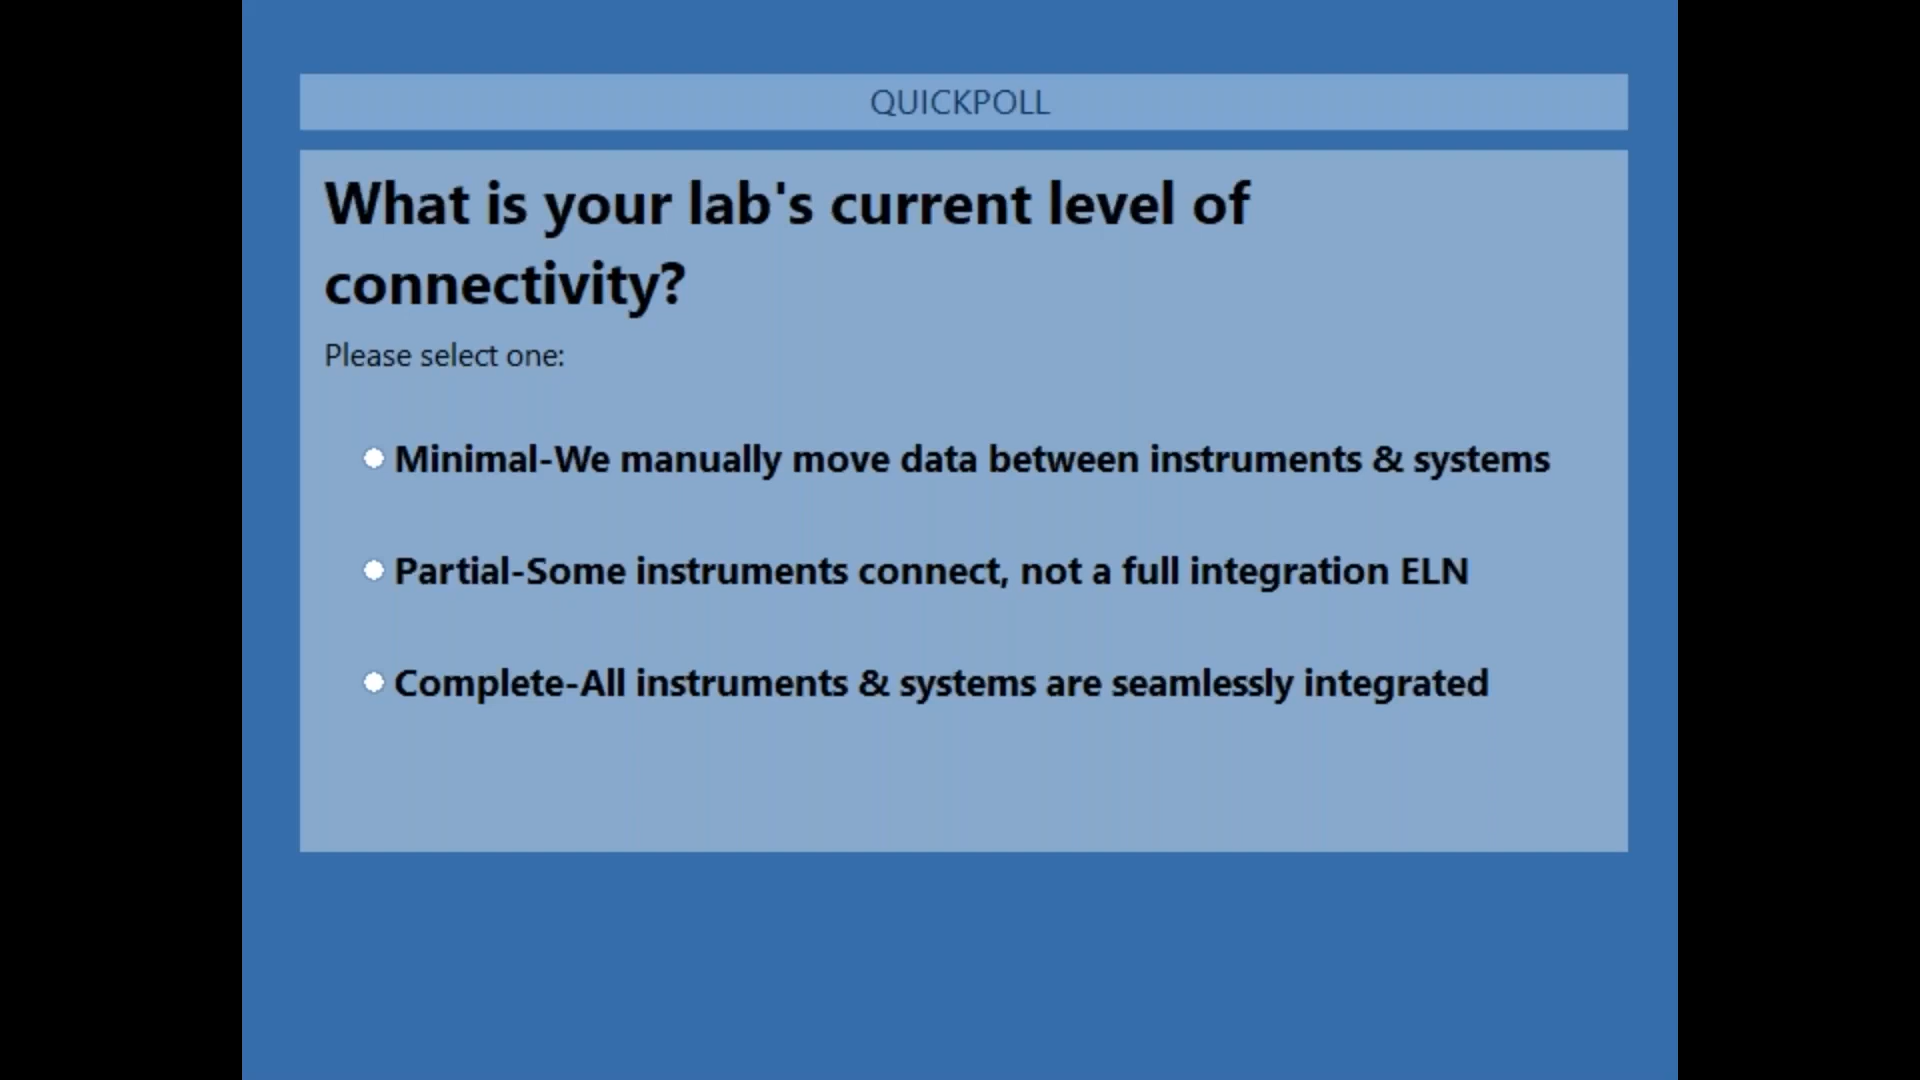 QUICKPOLL
What is your lab's current level of
connectivity?
Please select one:
Minimal-We manually move data between instruments & systems
Partial-Some instruments connect, not a full integration ELN
Complete-All instruments & systems are seamlessly integrated